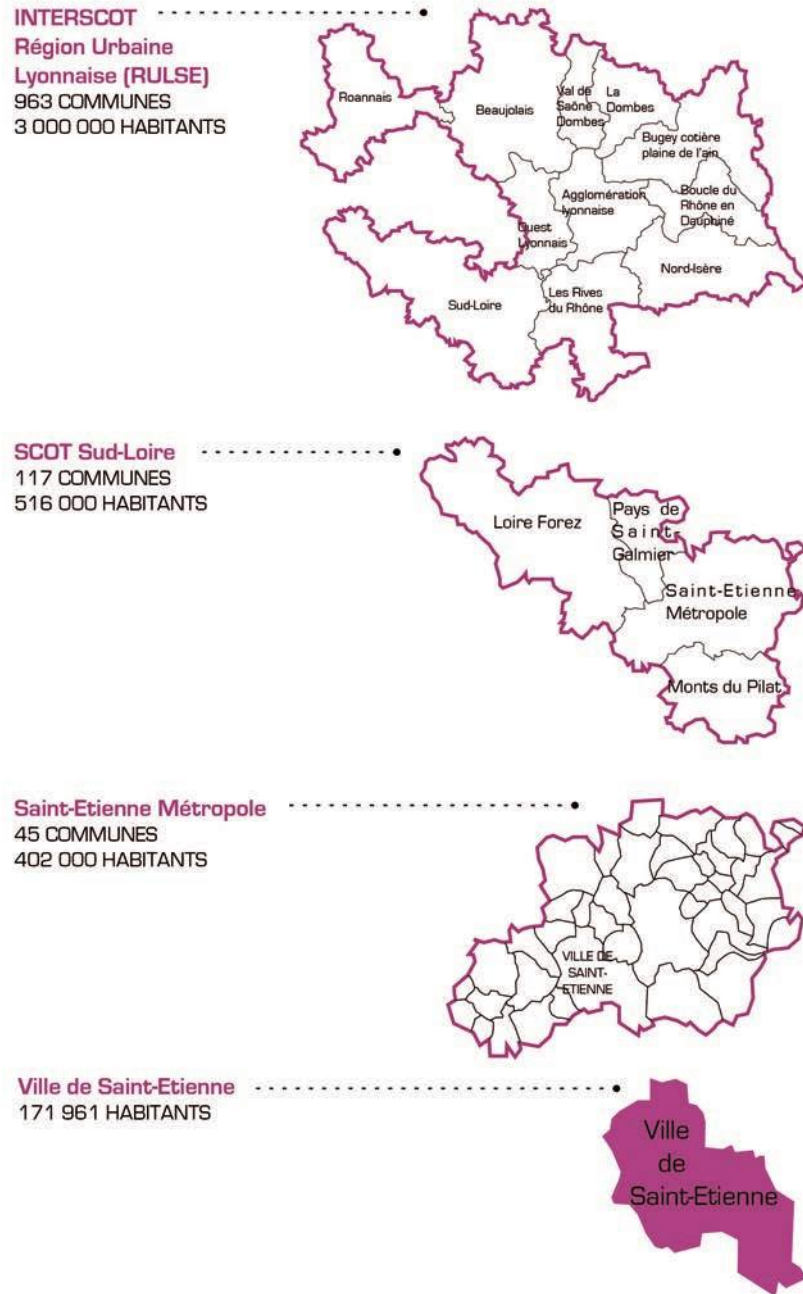 INTERSCOT
Région Urbaine
Lyonnaise (RULSE)
963 COMMUNES
3 000 000 HABITANTS
Roannais
Beaujolais
Val de
Saône
Dombes
La
Dombes
Bugey cotière
plaine de l'ain
Agglomération
lyonnaise
Boucle du
Rhône en
Dauphiné
Ouest
Lyonnais
Nord-Isère
Sud-Loire
Les Rives
du Rhône
SCOT Sud-Loire
117 COMMUNES
516 000 HABITANTS
Loire Forez
Pays de
Saint-
Galmier
Saint-Etienne
Métropole
Monts du Pilat
Saint-Etienne Métropole
45 COMMUNES
402 000 HABITANTS
VILLE DE
SAINT-
ETIENNE
Ville de Saint-Etienne
171 961 HABITANTS
Ville
de
Saint-Etienne